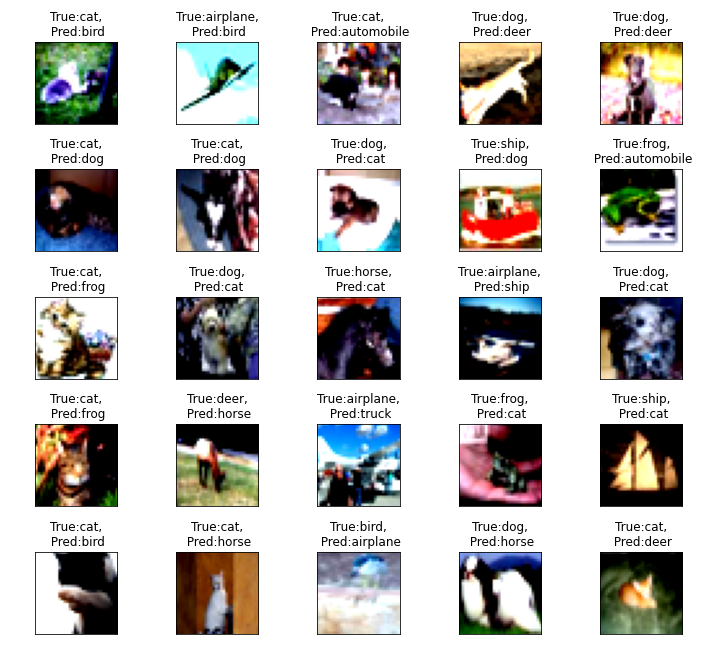 True:cat,
Pred:bird
True:airplane,
Pred:bird
True:cat,
Pred:automobile
True:dog,
Pred:deer
True:dog,
Pred:deer
True:cat,
Pred:dog
True:cat,
Pred:dog
True:dog,
Pred:cat
True:ship,
Pred:dog
True:frog,
Pred:automobile
True:cat,
Pred:frog
True:dog,
Pred:cat
True:horse,
Pred:cat
True:airplane,
Pred:ship
True:dog,
Pred:cat
True:cat,
Pred:frog
True:deer,
Pred:horse
True:airplane,
Pred:truck
True:frog,
Pred:cat
True:ship,
Pred:cat
True:cat,
Pred:bird
True:cat,
Pred:horse
True:bird,
Pred:airplane
True:dog,
Pred:horse
True:cat,
Pred:deer